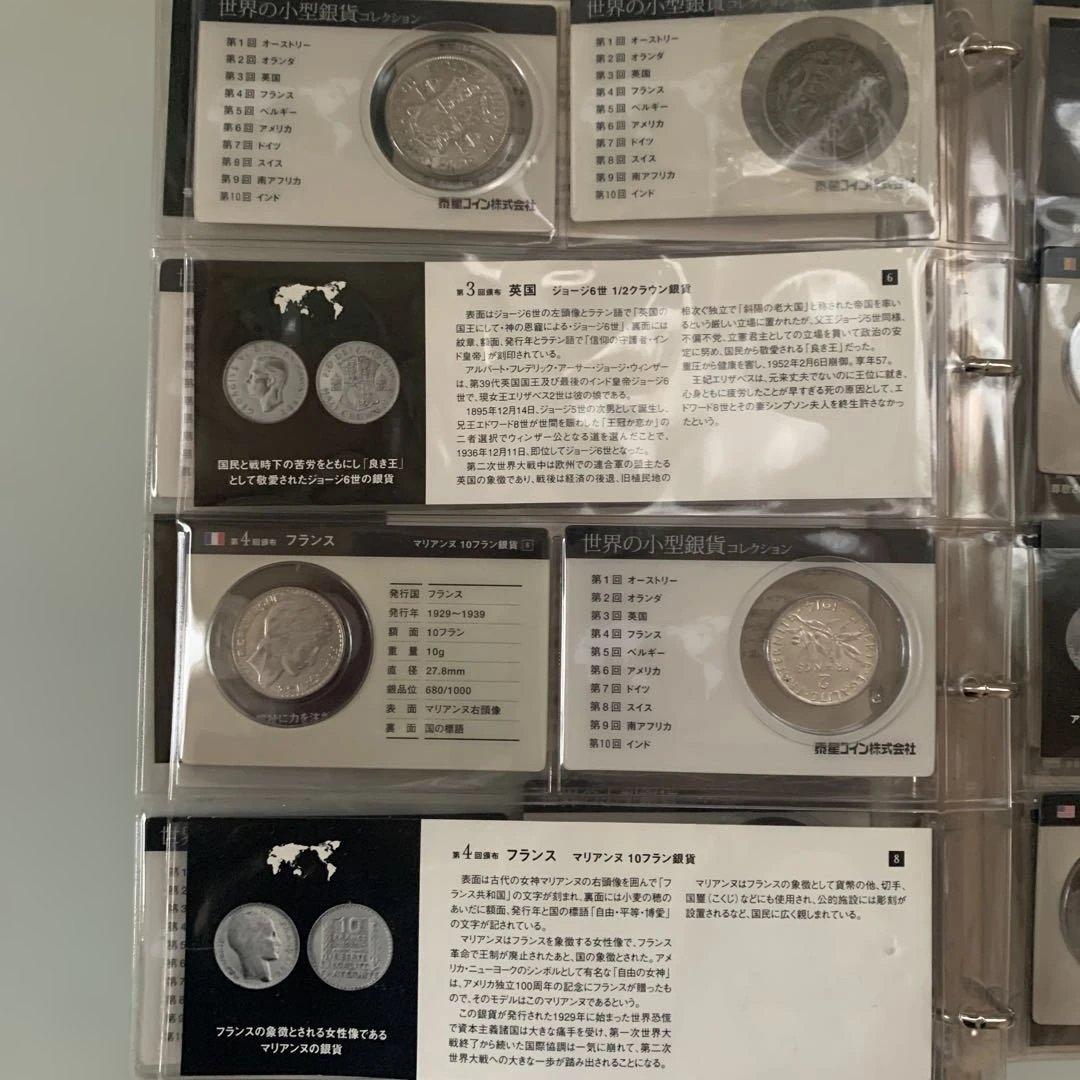 世界の小型銀貨コレクション
第1回 オーストリー
第2回 オランダ
第3回 英国
第4回 フランス
第5回 ベルギー
第6回 アメリカ
第7回 ドイツ
第8回 スイス
第9回 南アフリカ
第10回 インド
泰星コイン株式会社
世界の小型銀貨コレクション
第1回 オーストリー
第2回 オランダ
第3回 英国
第4回 フランス
第5回 ベルギー
第6回 アメリカ
第7回 ドイツ
第8回 スイス
第9回 南アフリカ
第10回 インド
泰星コイン株式会社
国民と戦時下の苦労をともにし「良き王」
として敬愛されたジョージ6世の銀貨
第3回頒布 英国 ジョージ6世 1/2クラウン銀貨
6
表面はジョージ6世の左頭像とラテン語で「英国の
国王にして・神の恩寵による・ジョージ6世」、裏面には
紋章、額面、発行年とラテン語で「信仰の守護者・イン
ド皇帝」が刻印されている。
アルバート・フレデリック・アーサー・ジョージ・ウィンザー
は、第39代英国国王及び最後のインド皇帝ジョージ6
世で、現女王エリザベス2世は彼の娘である。
1895年12月14日、ジョージ5世の次男として誕生し、
兄王エドワード8世が世間を賑わした「王冠か恋か」の
二者選択でウィンザー公となる道を選んだことで、
1936年12月11日、即位してジョージ6世となった。
第二次世界大戦中は欧州での連合軍の盟主たる
英国の象徴であり、戦後は経済の後退、旧植民地の
相次ぐ独立で「斜陽の老大国」と称された帝国を率い
るという厳しい立場に置かれたが、父王ジョージ5世同様、
不偏不党、立憲君主としての立場を貫いて政治の安
定に努め、国民から敬愛される「良き王」だった。
重圧から健康を害し、1952年2月6日崩御。享年57。
王妃エリザベスは、元来丈夫でないのに王位に就き、
心身ともに疲労したことが早すぎる死の原因として、エ
ドワード8世とその妻シンプソン夫人を終生許さなかっ
たという。
第4回頒布 フランス マリアンヌ 10フラン銀貨 8
発行国 フランス
発行年 1929〜1939
額面 10フラン
重量 10g
直径 27.8mm
銀品位 680/1000
表面 マリアンヌ右頭像
裏面 国の標語
世界の小型銀貨コレクション
第1回 オーストリー
第2回 オランダ
第3回 英国
第4回 フランス
第5回 ベルギー
第6回 アメリカ
第7回 ドイツ
第8回 スイス
第9回 南アフリカ
第10回 インド
1914
2
FRANCS
泰星コイン株式会社
10
フランスの象徴とされる女性像である
マリアンヌの銀貨
第4回頒布 フランス マリアンヌ 10フラン銀貨
8
表面は古代の女神マリアンヌの右頭像を囲んで「フ
ランス共和国」の文字が刻まれ、裏面には小麦の穂の
あいだに額面、発行年と国の標語「自由・平等・博愛」
の文字が記されている。
マリアンヌはフランスを象徴する女性像で、フランス
革命で王制が廃止されたあと、国の象徴とされた。アメ
リカ・ニューヨークのシンボルとして有名な「自由の女神」
は、アメリカ独立100周年の記念にフランスが贈ったも
ので、そのモデルはこのマリアンヌであるという。
この銀貨が発行された1929年に始まった世界恐慌
で資本主義諸国は大きな痛手を受け、第一次世界大
戦終了から続いた国際協調は一気に崩れて、第二次
世界大戦への大きな一歩が踏み出されることになる。
マリアンヌはフランスの象徴として貨幣の他、切手、
国璽(こくじ)などにも使用され、公的施設には彫刻が
設置されるなど、国民に広く親しまれている。